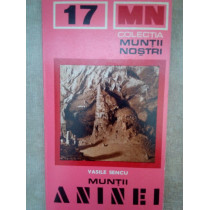 17 MN
COLECȚIA
MUNȚII
NOȘTRI
VASILE SENCU
MUNȚII
ANINEI